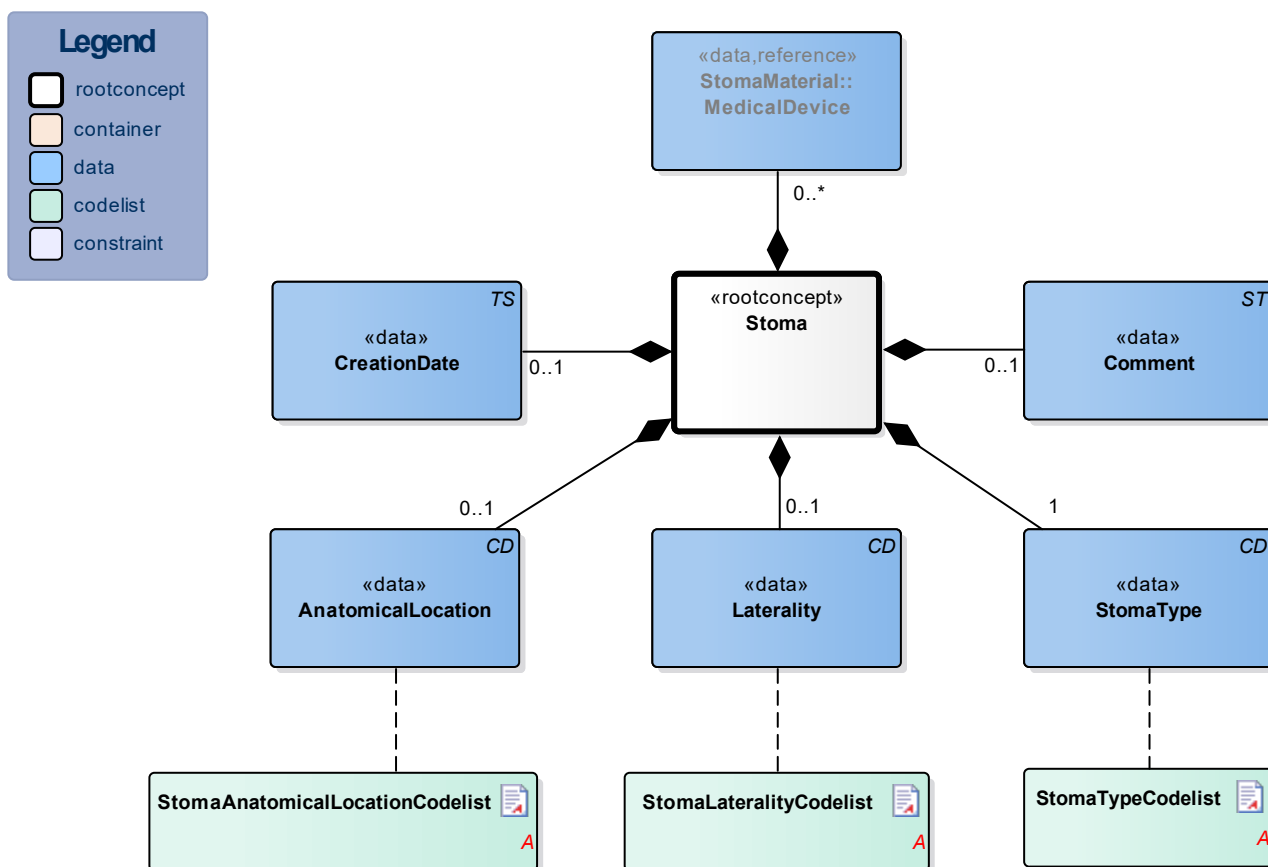 Legend
rootconcept
container
data
codelist
constraint
«data,reference»
StomaMaterial::
MedicalDevice
0..*
«rootconcept»
Stoma
TS
«data»
CreationDate
0..1
ST
«data»
Comment
0..1
0..1
0..1
1
CD
«data»
AnatomicalLocation
CD
«data»
Laterality
CD
«data»
StomaType
StomaAnatomicalLocationCodelist
A
StomaLateralityCodelist
A
StomaTypeCodelist
A